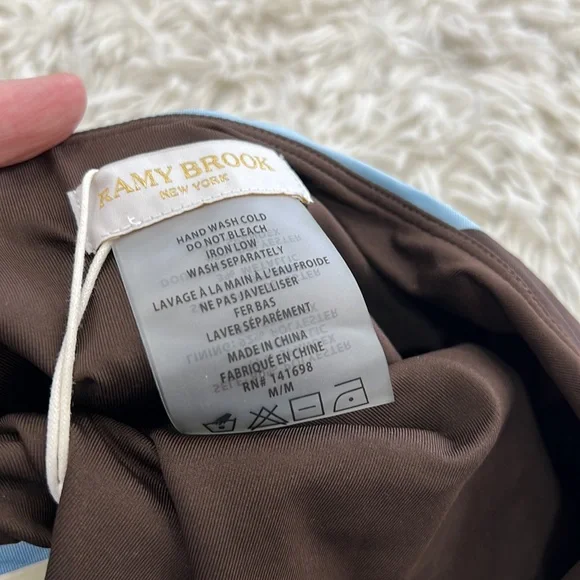 KAMY BROOK
NEW YORK
HAND WASH COLD
DO NOT BLEACH
IRON LOW
WASH SEPARATELY
LAVAGE À LA MAIN À L'EAU FROIDE
NE PAS JAVELLISER
FER BAS
LAVER SÉPARÉMENT
MADE IN CHINA
FABRIQUÉ EN CHINE
RN# 141698
M/M